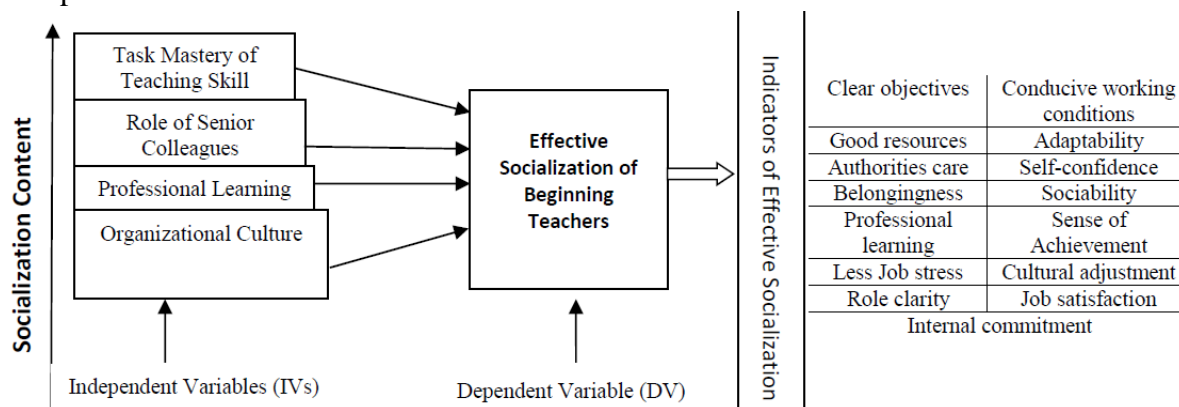 Socialization Content
Task Mastery of
Teaching Skill
Role of Senior
Colleagues
Professional Learning
Organizational Culture
Independent Variables (IVs)
Effective
Socialization of
Beginning
Teachers
Dependent Variable (DV)
Indicators of Effective Socialization
Clear objectives
Conducive working
conditions
Good resources
Adaptability
Authorities care
Self-confidence
Belongingness
Sociability
Professional
learning
Sense of
Achievement
Less Job stress
Cultural adjustment
Role clarity
Job satisfaction
Internal commitment